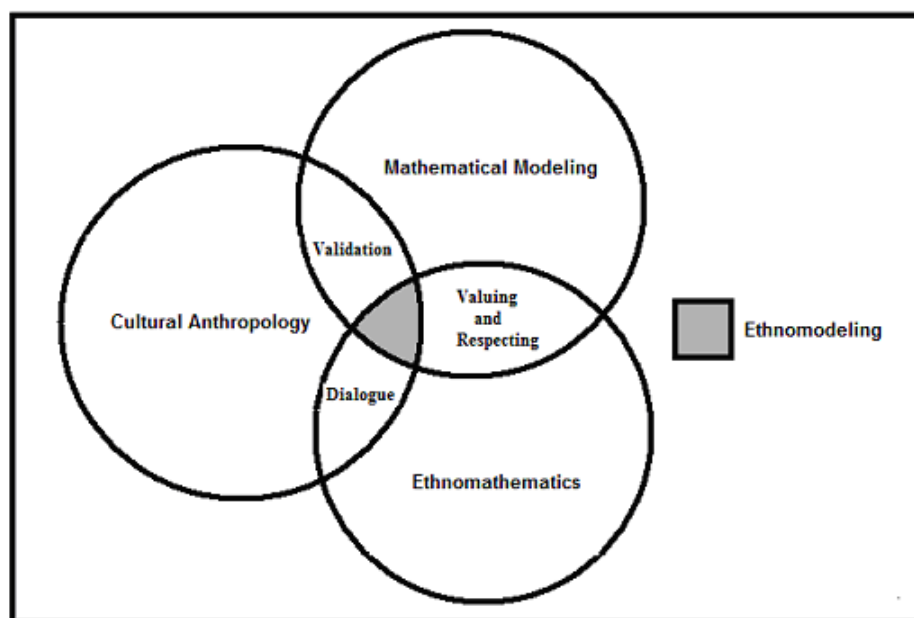 Mathematical Modeling
Validation
Cultural Anthropology
Valuing
and
Respecting
Ethnomodeling
Dialogue
Ethnomathematics